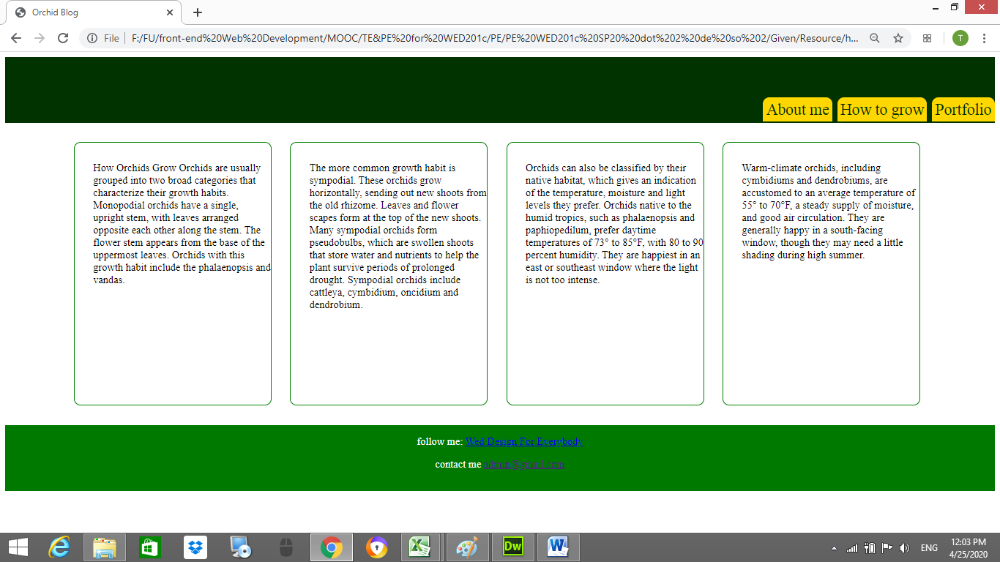 Orchid Blog
File
F:/FU/front-end%20Web%20Development/MOOC/TE&PE%20for%20WED201c/PE/PE%20WED201c%20SP20%20dot%202%20de%20so%202/Given/Resource/h...
T
About me How to grow Portfolio
How Orchids Grow Orchids are usually
grouped into two broad categories that
characterize their growth habits.
Monopodial orchids have a single,
upright stem, with leaves arranged
opposite each other along the stem. The
flower stem appears from the base of the
uppermost leaves. Orchids with this
growth habit include the phalaenopsis and
vandas.
The more common growth habit is
sympodial. These orchids grow
horizontally, sending out new shoots from
the old rhizome. Leaves and flower
scapes form at the top of the new shoots.
Many sympodial orchids form
pseudobulbs, which are swollen shoots
that store water and nutrients to help the
plant survive periods of prolonged
drought. Sympodial orchids include
cattleya, cymbidium, oncidium and
dendrobium.
Orchids can also be classified by their
native habitat, which gives an indication
of the temperature, moisture and light
levels they prefer. Orchids native to the
humid tropics, such as phalaenopsis and
paphiopedilum, prefer daytime
temperatures of 73° to 85°F, with 80 to 90
percent humidity. They are happiest in an
east or southeast window where the light
is not too intense.
Warm-climate orchids, including
cymbidiums and dendrobiums, are
accustomed to an average temperature of
55° to 70°F, a steady supply of moisture,
and good air circulation. They are
generally happy in a south-facing
window, though they may need a little
shading during high summer.
follow me: Wed Design For Everybody
contact me admin@gmail.com
Dw
ENG
12:03 PM
4/25/2020